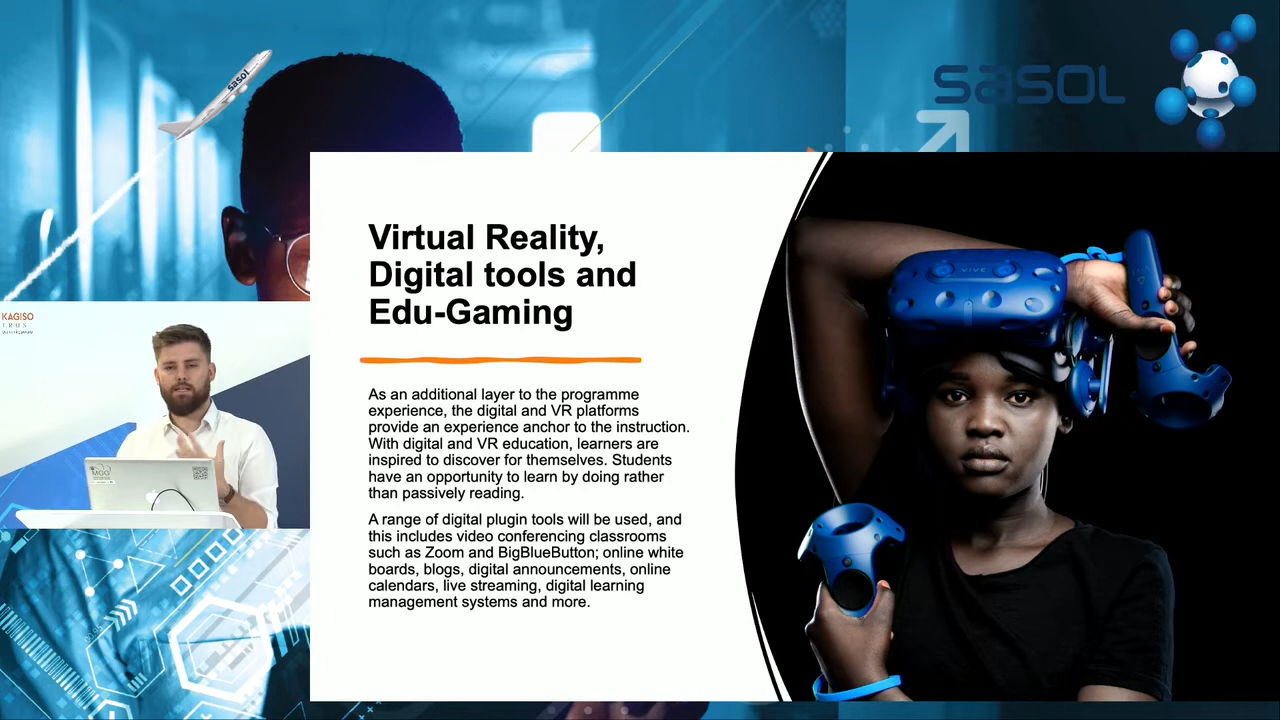 sasol
sasol
KAGISO
TRUST
Virtual Reality,
Digital tools and
Edu-Gaming
VIVE
As an additional layer to the programme
experience, the digital and VR platforms
provide an experience anchor to the instruction.
With digital and VR education, learners are
inspired to discover for themselves. Students
have an opportunity to learn by doing rather
than passively reading.
MGG
A range of digital plugin tools will be used, and
this includes video conferencing classrooms
such as Zoom and BigBlueButton; online white
boards, blogs, digital announcements, online
calendars, live streaming, digital learning
management systems and more.